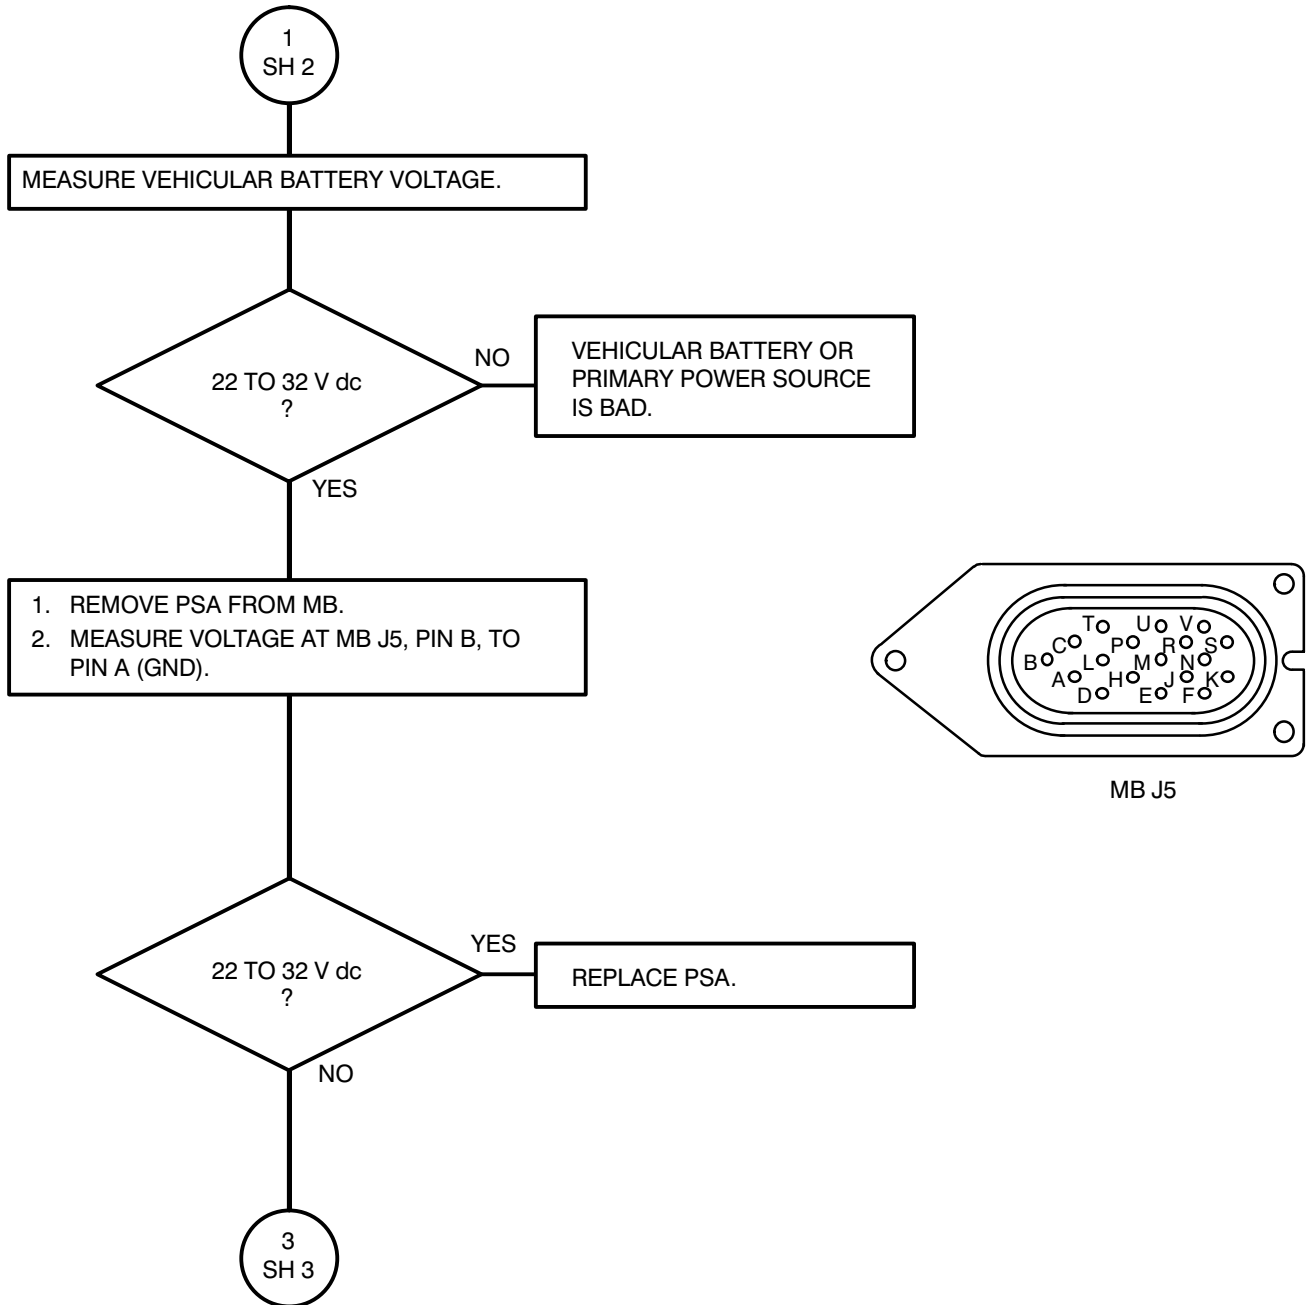 1
SH 2
MEASURE VEHICULAR BATTERY VOLTAGE.
22 TO 32 V dc
?
NO
VEHICULAR BATTERY OR
PRIMARY POWER SOURCE
IS BAD.
YES
1. REMOVE PSA FROM MB.
2. MEASURE VOLTAGE AT MB J5, PIN B, TO
PIN A (GND).
T U V
C P R S
B L M N
A H J K
D E F
MB J5
22 TO 32 V dc
?
YES
REPLACE PSA.
NO
3
SH 3